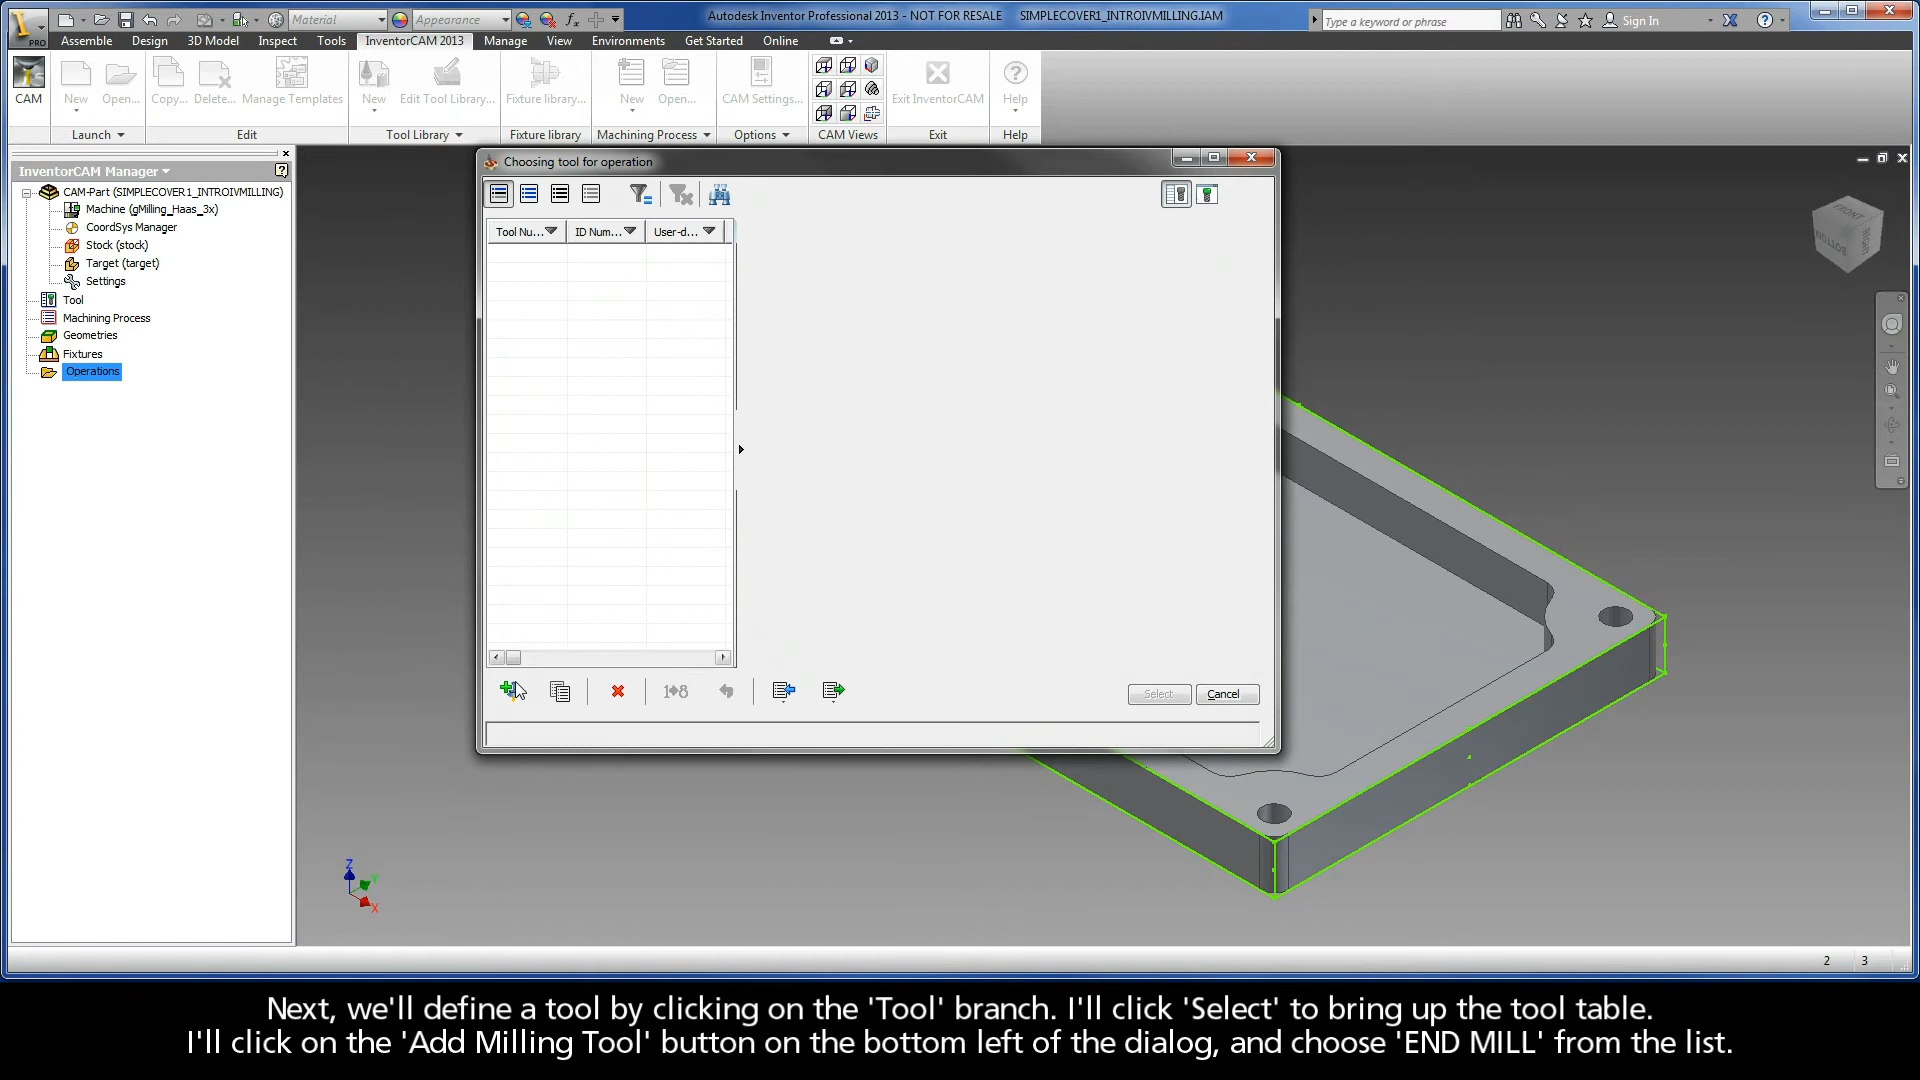 Autodesk Inventor Professional 2013 - NOT FOR RESALE SIMPLECOVER1_INTROIVMILLING.IAM
Material
Appearance
Type a keyword or phrase
Sign In
PRO
Assemble Design 3D Model Inspect Tools InventorCAM 2013 Manage View Environments Get Started Online
CAM New Open... Copy... Delete... Manage Templates New Edit Tool Library... Fixture library... New Open... CAM Settings... Exit InventorCAM Help
Launch Edit Tool Library Fixture library Machining Process Options CAM Views Exit Help
InventorCAM Manager
CAM-Part (SIMPLECOVER1_INTROIVMILLING)
Machine (gMilling_Haas_3x)
CoordSys Manager
Stock (stock)
Target (target)
Settings
Tool
Machining Process
Geometries
Fixtures
Operations
Choosing tool for operation
Tool Nu... ID Num... User-d...
1 8
Select Cancel
FRONT
RIGHT
BOTTOM
Z
Y
X
2 3
Next, we'll define a tool by clicking on the 'Tool' branch. I'll click 'Select' to bring up the tool table.
I'll click on the 'Add Milling Tool' button on the bottom left of the dialog, and choose 'END MILL' from the list.